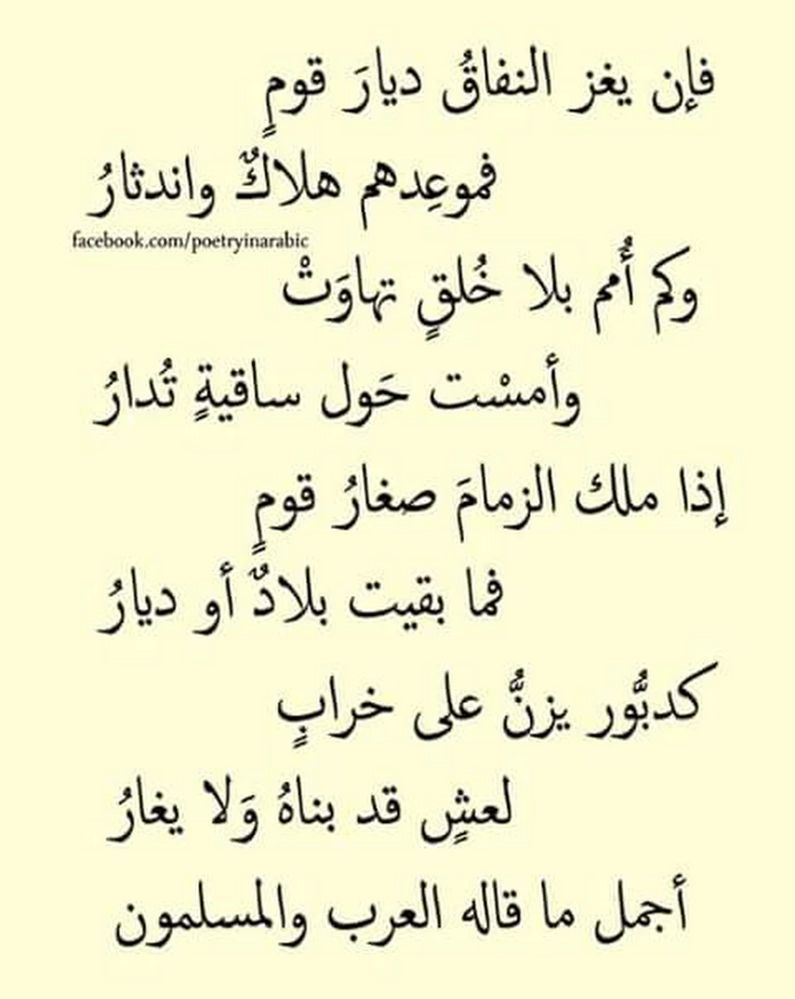 فإن يغز النفاقُ ديارَ قومٍ
فموعِدهم هلاكٌ واندثارُ
facebook.com/poetryinarabic
وكم أُمم بلا خُلقٍ تهاوَتْ
وأمسْت حَول ساقيةٍ تُدارُ
إذا ملك الزمامَ صغارُ قومٍ
فما بقيت بلادٌ أو ديارُ
كدبُّور يزنُّ على خرابٍ
لعشٍ قد بناهُ وَلا يغارُ
أجمل ما قاله العرب والمسلمون